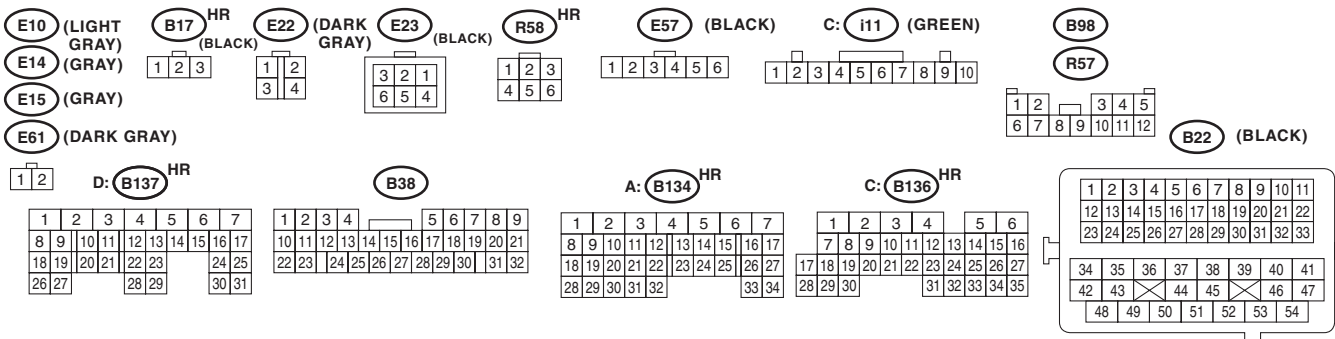 E10 (LIGHT GRAY)
E14 (GRAY)
E15 (GRAY)
E61 (DARK GRAY)
1 2
B17 HR (BLACK)
1 2 3
E22 (DARK GRAY)
1 2
3 4
E23 (BLACK)
3 2 1
6 5 4
R58 HR
1 2 3
4 5 6
E57 (BLACK)
1 2 3 4 5 6
C: i11 (GREEN)
1 2 3 4 5 6 7 8 9 10
B98
R57
1 2 3 4 5
6 7 8 9 10 11 12
D: B137 HR
1 2 3 4 5 6 7
8 9 10 11 12 13 14 15 16 17
18 19 20 21 22 23 24 25
26 27 28 29 30 31
B38
1 2 3 4 5 6 7 8 9
10 11 12 13 14 15 16 17 18 19 20 21
22 23 24 25 26 27 28 29 30 31 32
A: B134 HR
1 2 3 4 5 6 7
8 9 10 11 12 13 14 15 16 17
18 19 20 21 22 23 24 25 26 27
28 29 30 31 32 33 34
C: B136 HR
1 2 3 4 5 6
7 8 9 10 11 12 13 14 15 16
17 18 19 20 21 22 23 24 25 26 27
28 29 30 31 32 33 34 35
B22 (BLACK)
1 2 3 4 5 6 7 8 9 10 11
12 13 14 15 16 17 18 19 20 21 22
23 24 25 26 27 28 29 30 31 32 33
34 35 36 37 38 39 40 41
42 43 44 45 46 47
48 49 50 51 52 53 54